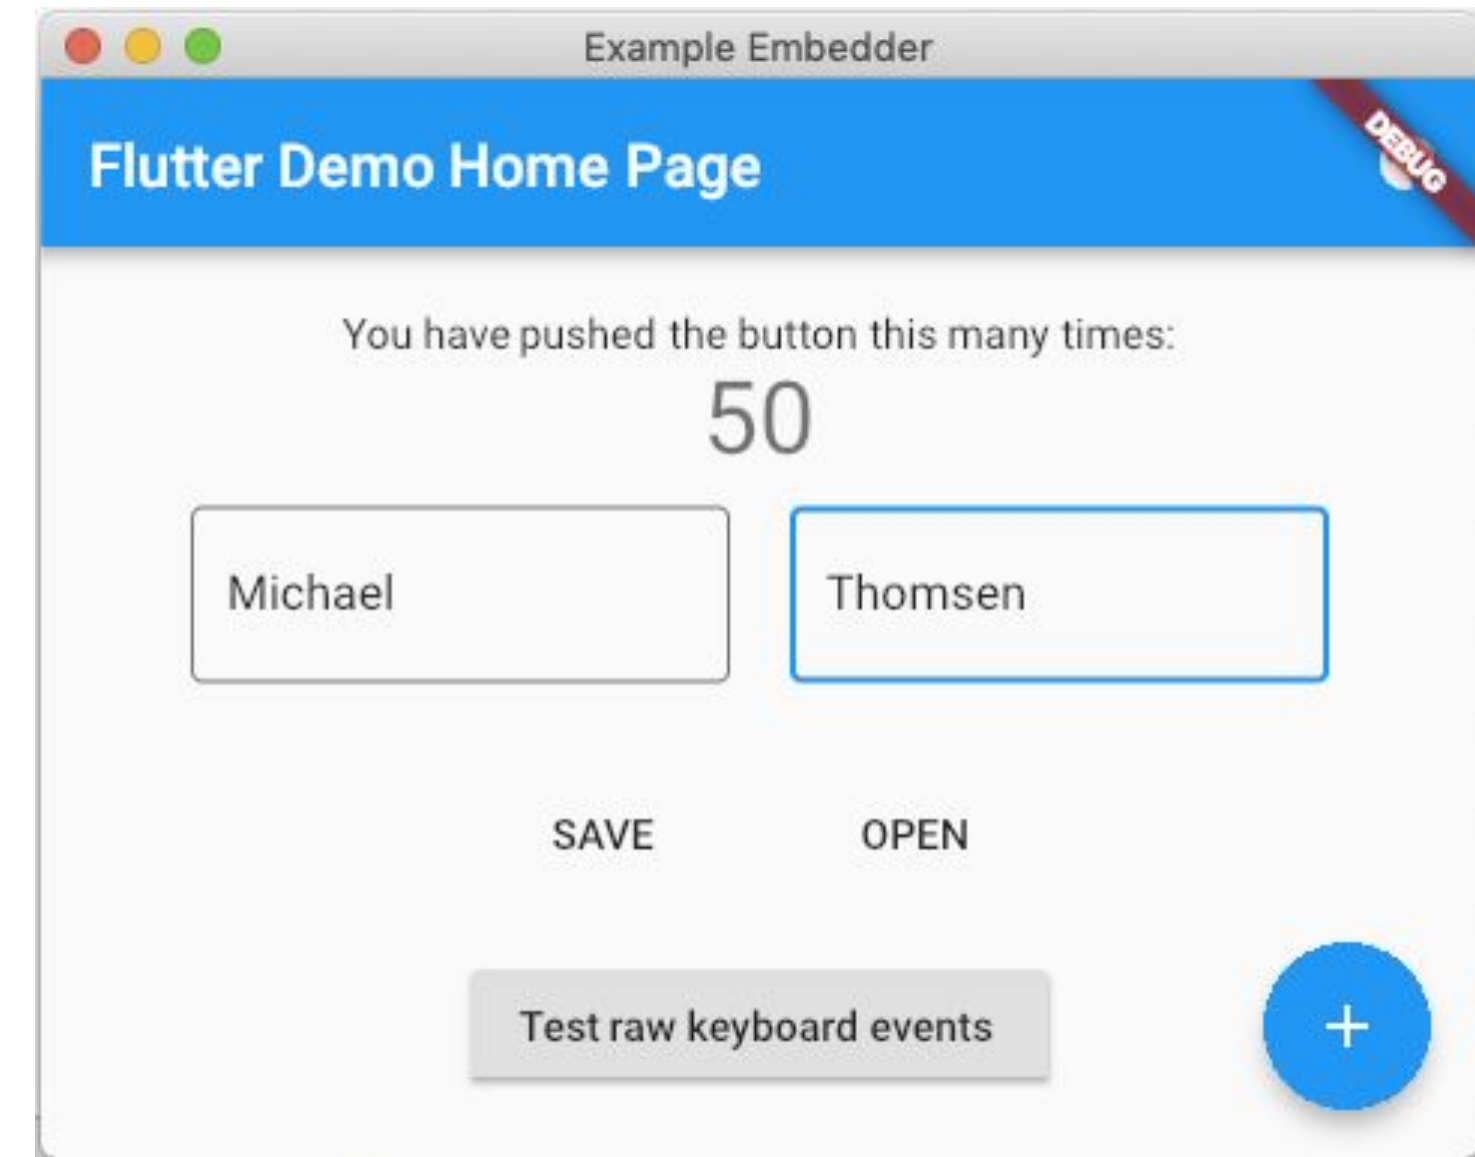 Example Embedder
Flutter Demo Home Page
DEBUG
You have pushed the button this many times:
50
Michael
Thomsen
SAVE
OPEN
Test raw keyboard events
+